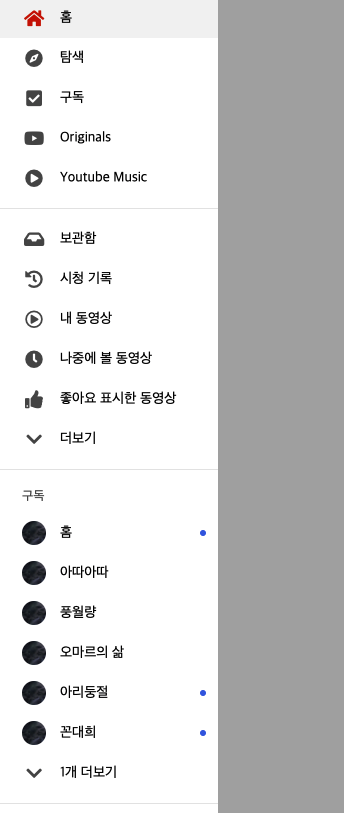 홈
탐색
구독
Originals
Youtube Music
보관함
시청 기록
내 동영상
나중에 볼 동영상
좋아요 표시한 동영상
더보기
구독
홈
아따아따
풍월량
오마르의 삶
아리둥절
꼰대희
1개 더보기